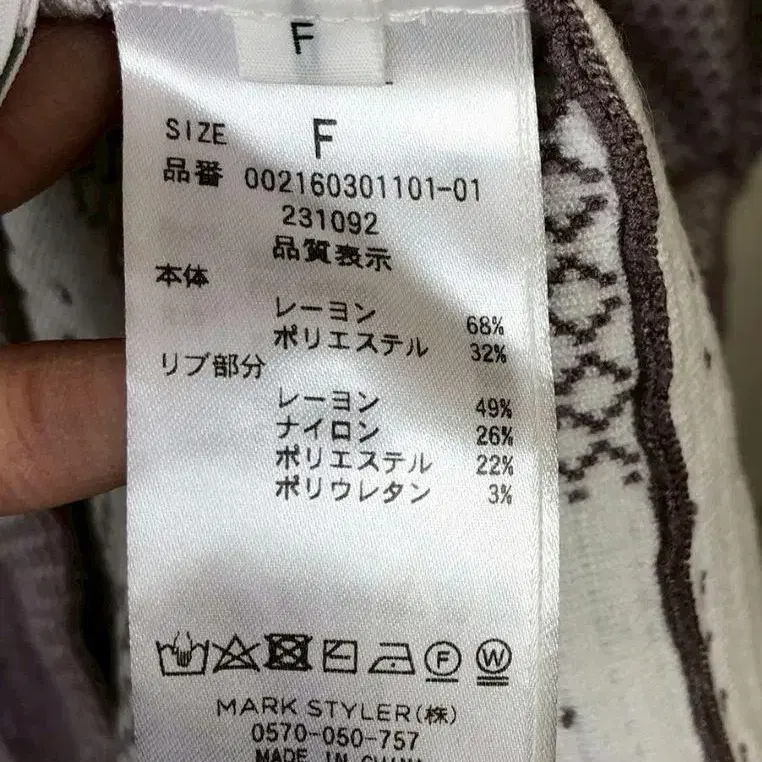 F
SIZE F
品番 002160301101-01
231092
品質表示
本体
レーヨン 68%
ポリエステル 32%
リブ部分
レーヨン 49%
ナイロン 26%
ポリエステル 22%
ポリウレタン 3%
F W
MARK STYLER(株)
0570-050-757
MADE IN CHINA